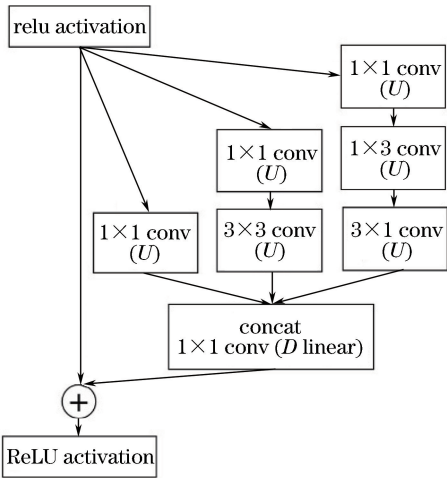 relu activation
1×1 conv
(U)
1×1 conv
(U)
1×3 conv
(U)
1×1 conv
(U)
3×3 conv
(U)
3×1 conv
(U)
concat
1×1 conv (D linear)
+
ReLU activation